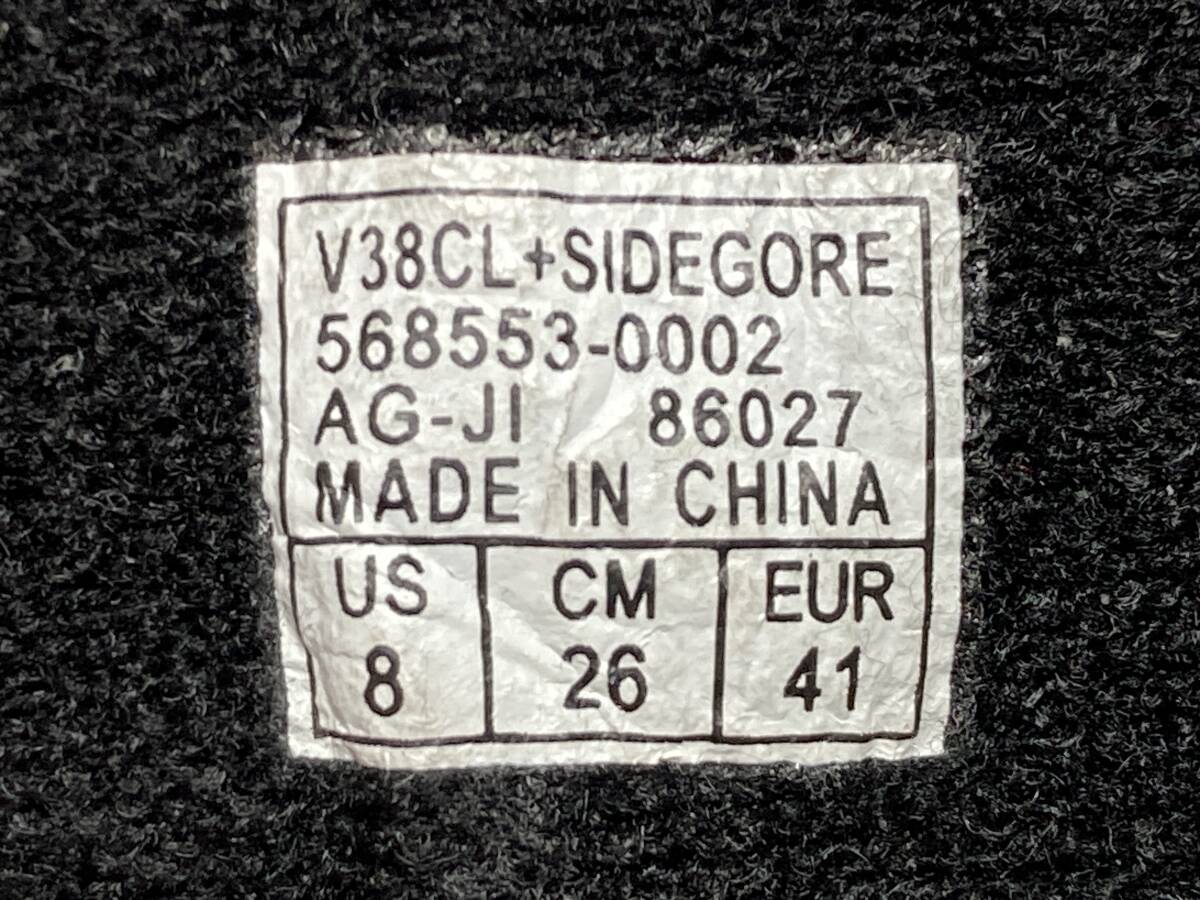 V38CL+SIDEGORE
568553-0002
AG-JI 86027
MADE IN CHINA
US CM EUR
8 26 41